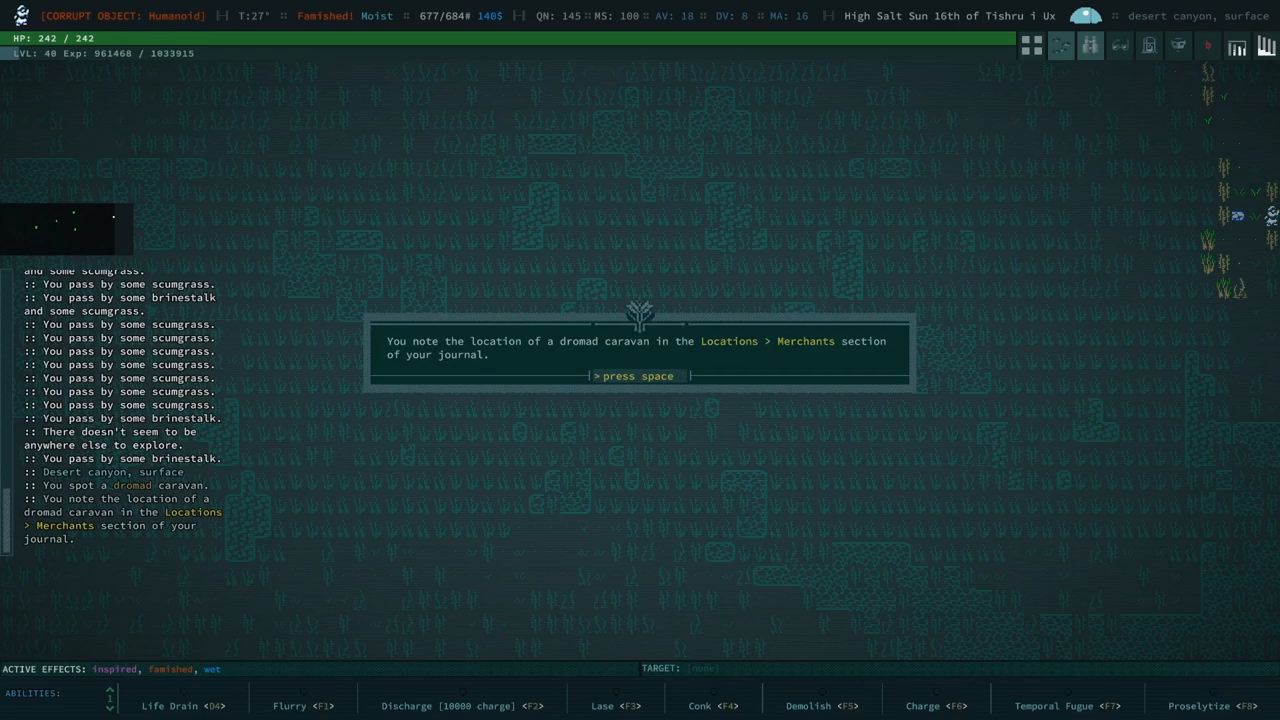 [CORRUPT OBJECT: Humanoid] T:27° :: Famished! Moist :: 677/684# 140$ QN: 145 :: MS: 100 :: AV: 18 :: DV: 8 :: MA: 16 High Salt Sun 16th of Tishru i Ux :: desert canyon, surface
HP: 242 / 242
LVL: 40 Exp: 961468 / 1033915
and some scumgrass.
:: You pass by some scumgrass.
:: You pass by some brinestalk
and some scumgrass.
:: You pass by some scumgrass.
:: You pass by some scumgrass.
:: You pass by some scumgrass.
:: You pass by some scumgrass.
:: You pass by some scumgrass.
:: You pass by some scumgrass.
:: You pass by some scumgrass.
:: You pass by some brinestalk.
:: There doesn't seem to be
anywhere else to explore.
:: You pass by some brinestalk.
:: Desert canyon, surface
:: You spot a dromad caravan.
:: You note the location of a
dromad caravan in the Locations
> Merchants section of your
journal.
You note the location of a dromad caravan in the Locations > Merchants section
of your journal.
> press space
ACTIVE EFFECTS: inspired, famished, wet
TARGET: [none]
ABILITIES: 1 Life Drain <D4> Flurry <F1> Discharge [10000 charge] <F2> Lase <F3> Conk <F4> Demolish <F5> Charge <F6> Temporal Fugue <F7> Proselytize <F8>